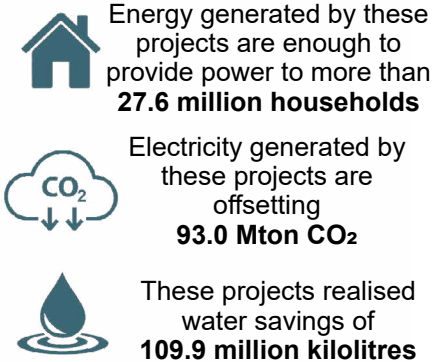 Energy generated by these
projects are enough to
provide power to more than
27.6 million households
CO₂
Electricity generated by
these projects are
offsetting
93.0 Mton CO₂
These projects realised
water savings of
109.9 million kilolitres